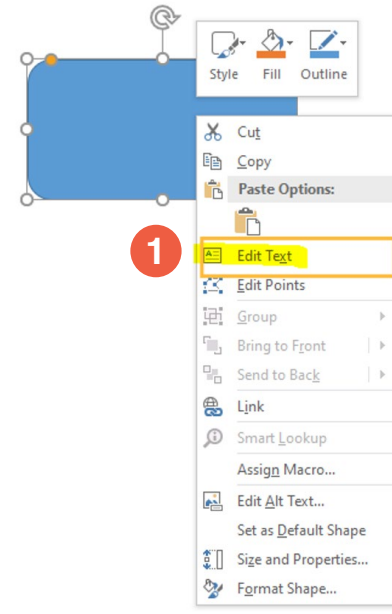 Style Fill Outline
Cut
Copy
Paste Options:
1
Edit Text
Edit Points
Group
Bring to Front
Send to Back
Link
Smart Lookup
Assign Macro...
Edit Alt Text...
Set as Default Shape
Size and Properties...
Format Shape...